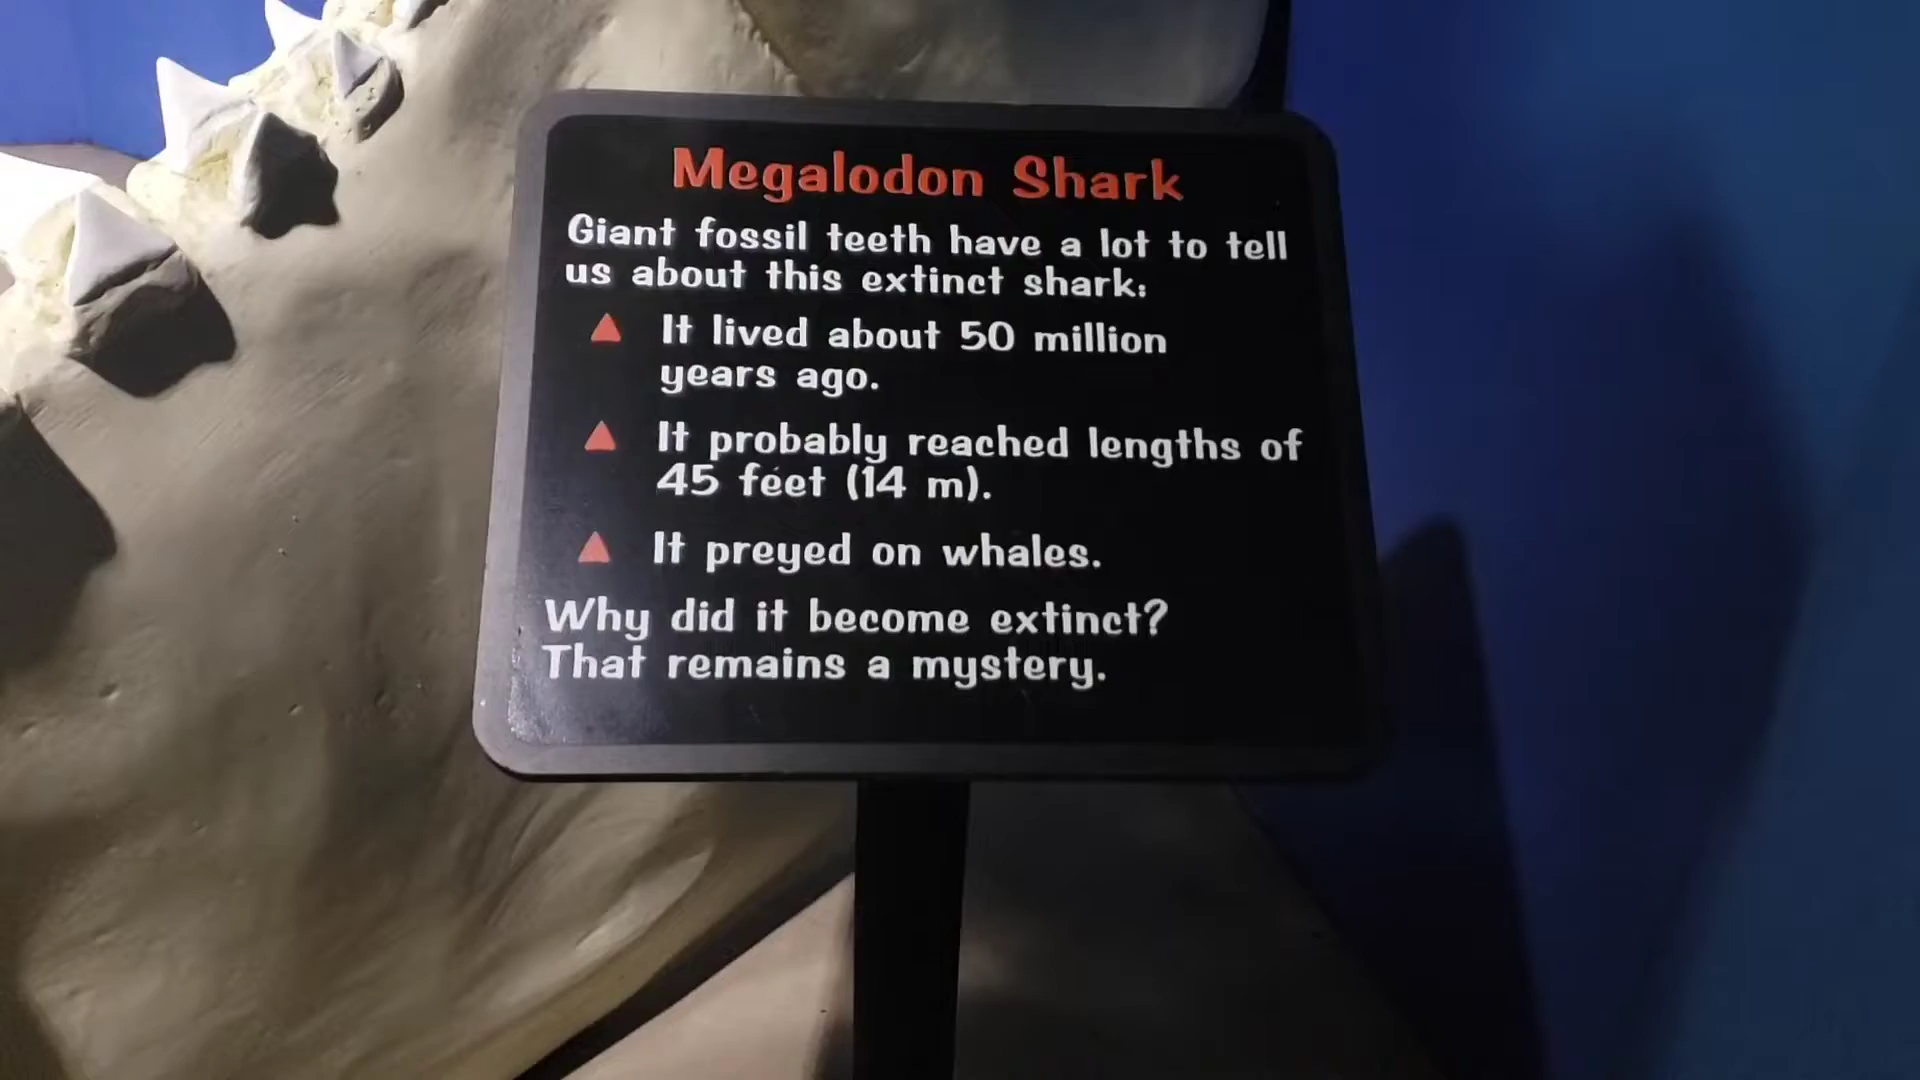 Megalodon Shark
Giant fossil teeth have a lot to tell
us about this extinct shark:
It lived about 50 million
years ago.
It probably reached lengths of
45 feet (14 m).
It preyed on whales.
Why did it become extinct?
That remains a mystery.